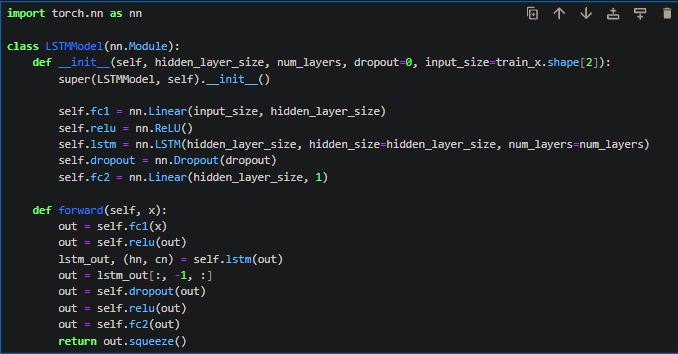 import torch.nn as nn

class LSTMModel(nn.Module):
    def __init__(self, hidden_layer_size, num_layers, dropout=0, input_size=train_x.shape[2]):
        super(LSTMModel, self).__init__()

        self.fc1 = nn.Linear(input_size, hidden_layer_size)
        self.relu = nn.ReLU()
        self.lstm = nn.LSTM(hidden_layer_size, hidden_size=hidden_layer_size, num_layers=num_layers)
        self.dropout = nn.Dropout(dropout)
        self.fc2 = nn.Linear(hidden_layer_size, 1)

    def forward(self, x):
        out = self.fc1(x)
        out = self.relu(out)
        lstm_out, (hn, cn) = self.lstm(out)
        out = lstm_out[:, -1, :]
        out = self.dropout(out)
        out = self.relu(out)
        out = self.fc2(out)
        return out.squeeze()